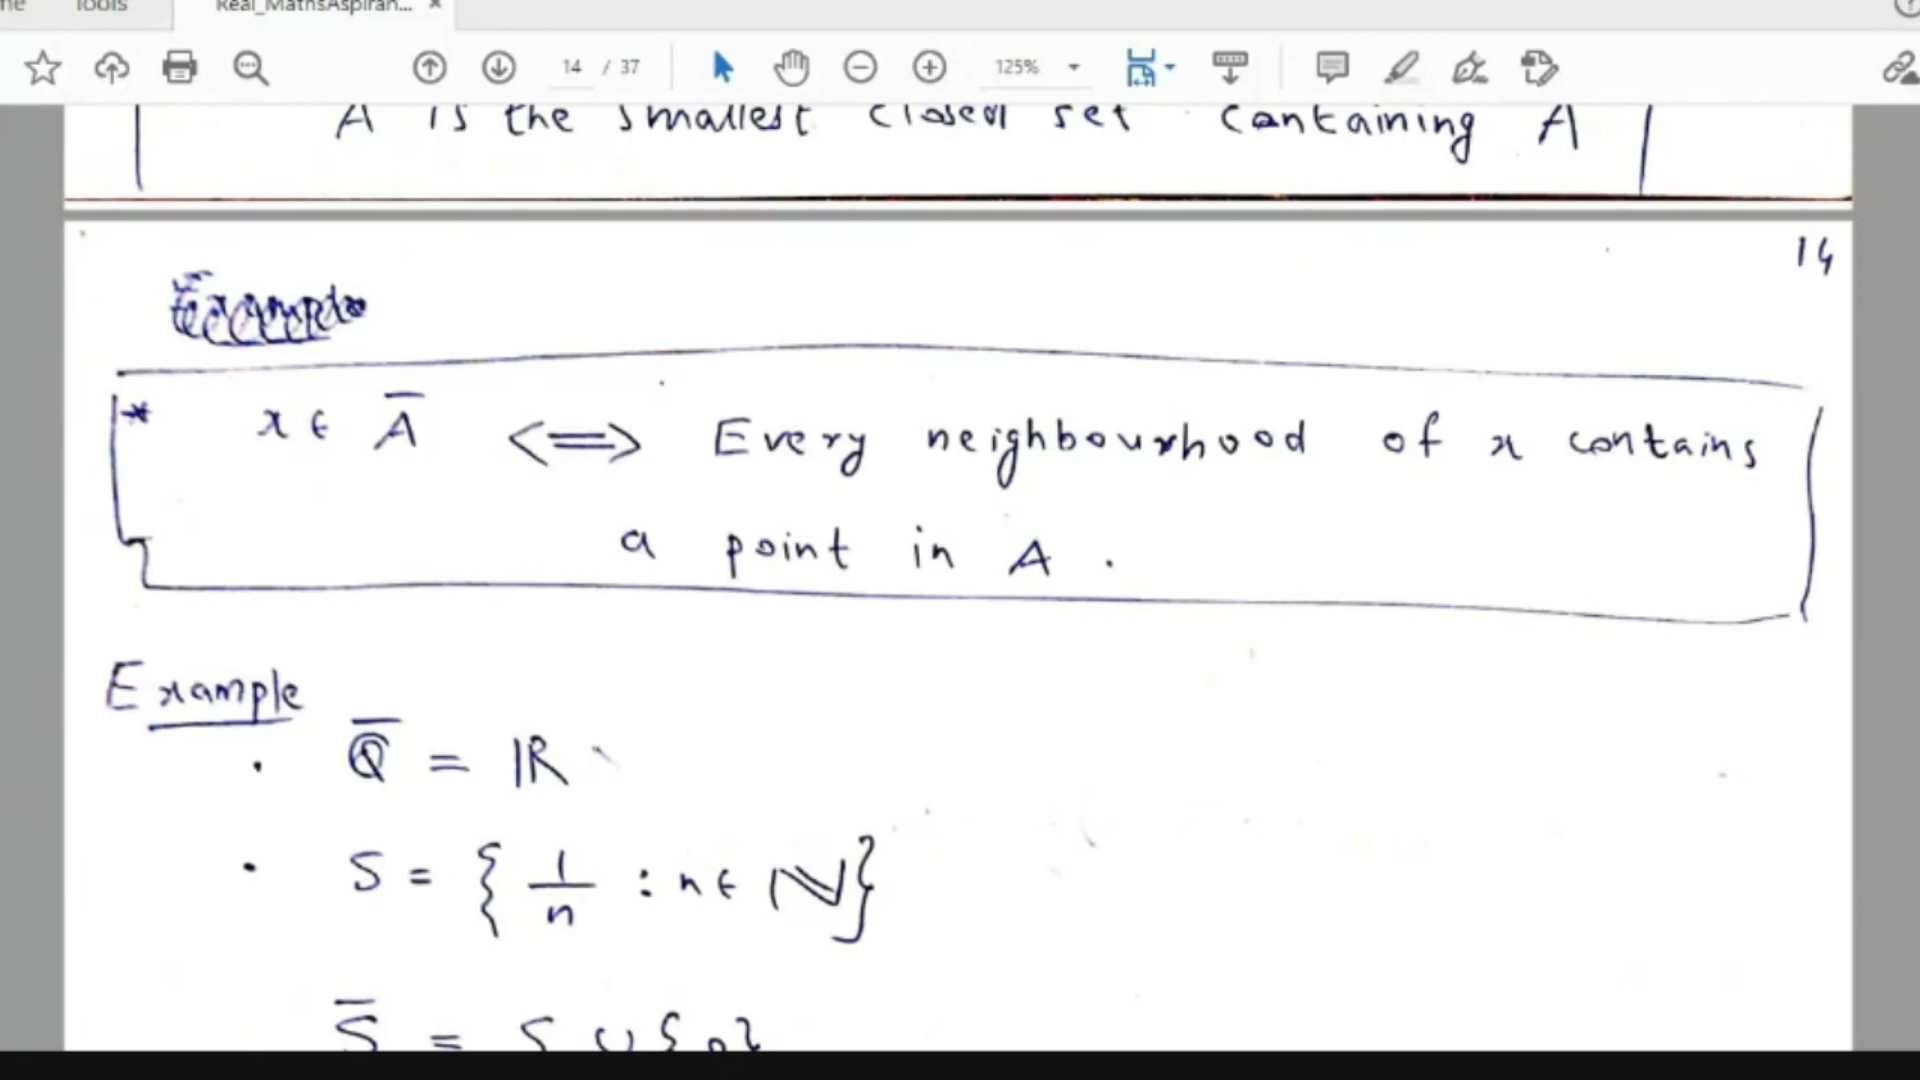 Tools Real_MathsAspiran... ×
14 / 37 125%
A is the smallest closed set containing A
14
Example
* x ∈ A̅ <=> Every neighbourhood of x contains
a point in A .
Example
· Q̅ = ℝ
· S = { 1/n : n ∈ ℕ }
S̅ = S ∪ {0}